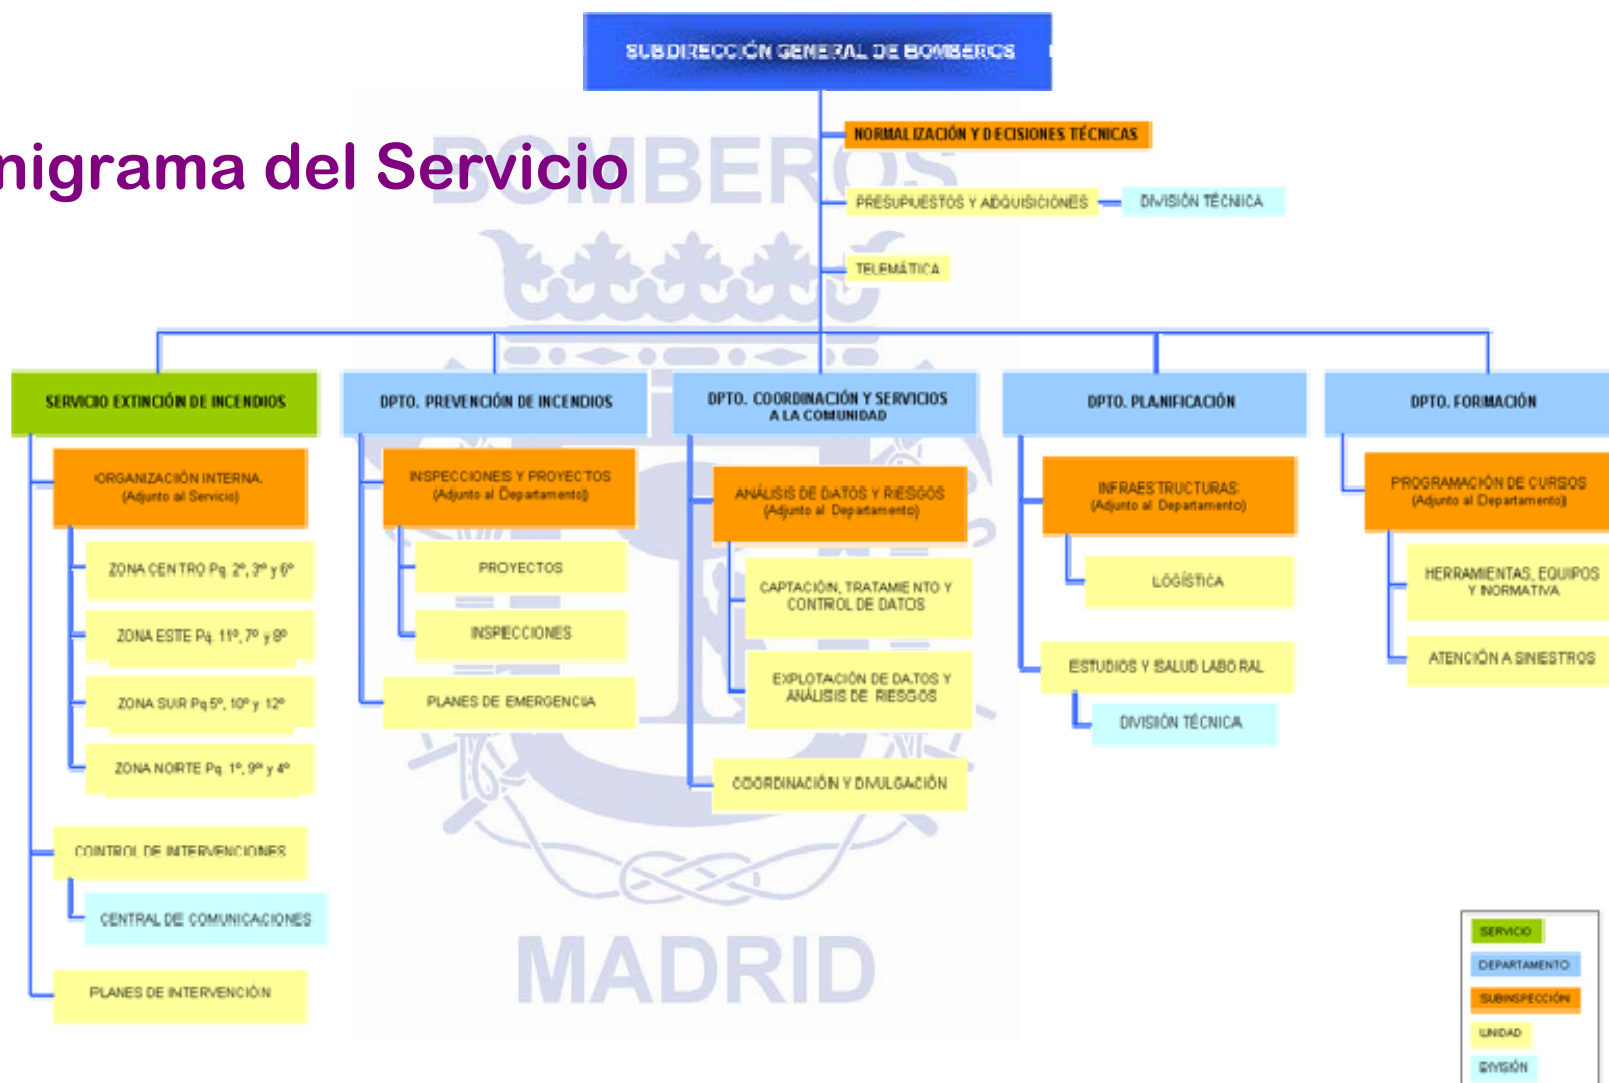 SUBDIRECCIÓN GENERAL DE BOMBEROS
nigrama del Servicio
BOMBEROS
NORMALIZACIÓN Y DECISIONES TÉCNICAS
PRESUPUESTOS Y ADQUISICIONES
DIVISIÓN TÉCNICA
TELEMÁTICA
SERVICIO EXTINCIÓN DE INCENDIOS
ORGANIZACIÓN INTERNA.
(Adjunto al Servicio)
ZONA CENTRO Pq. 2º, 3º y 6º
ZONA ESTE Pq. 11º, 7º y 8º
ZONA SUR Pq 5º, 10º y 12º
ZONA NORTE Pq. 1º, 9º y 4º
CONTROL DE INTERVENCIONES
CENTRAL DE COMUNICACIONES
PLANES DE INTERVENCIÓN
DPTO. PREVENCIÓN DE INCENDIOS
INSPECCIONES Y PROYECTOS
(Adjunto al Departamento)
PROYECTOS
INSPECCIONES
PLANES DE EMERGENCIA
DPTO. COORDINACIÓN Y SERVICIOS
A LA COMUNIDAD
ANÁLISIS DE DATOS Y RIESGOS
(Adjunto al Departamento)
CAPTACIÓN, TRATAMIENTO Y
CONTROL DE DATOS
EXPLOTACIÓN DE DATOS Y
ANÁLISIS DE RIESGOS
COORDINACIÓN Y DIVULGACIÓN
DPTO. PLANIFICACIÓN
INFRAESTRUCTURAS
(Adjunto al Departamento)
LOGÍSTICA
ESTUDIOS Y SALUD LABORAL
DIVISIÓN TÉCNICA
DPTO. FORMACIÓN
PROGRAMACIÓN DE CURSOS
(Adjunto al Departamento)
HERRAMIENTAS, EQUIPOS
Y NORMATIVA
ATENCIÓN A SINIESTROS
MADRID
SERVICIO
DEPARTAMENTO
SUBINSPECCIÓN
UNIDAD
DIVISIÓN